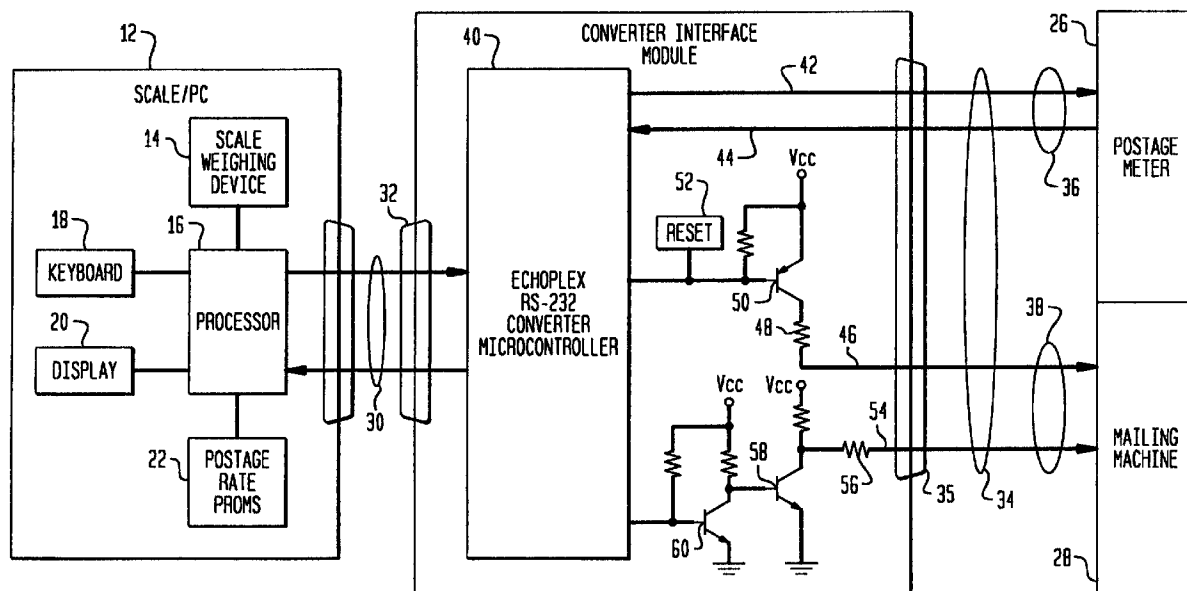 12
SCALE/PC
14
SCALE
WEIGHING
DEVICE
18
KEYBOARD
16
PROCESSOR
20
DISPLAY
22
POSTAGE
RATE
PROMS
30
32
CONVERTER INTERFACE
MODULE
40
ECHOPLEX
RS-232
CONVERTER
MICROCONTROLLER
42
44
Vcc
52
RESET
50
48
46
Vcc
Vcc
54
58
56
60
35
34
36
38
26
POSTAGE
METER
MAILING
MACHINE
28